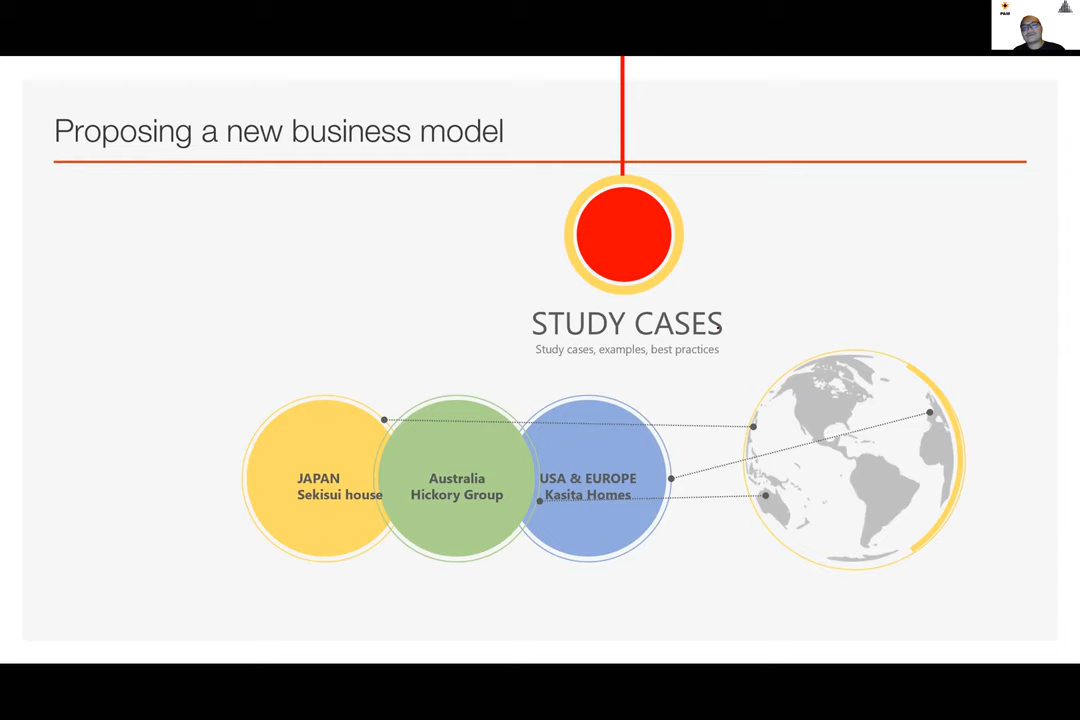 PAM
Proposing a new business model
STUDY CASES
Study cases, examples, best practices
JAPAN
Sekisui house
Australia
Hickory Group
USA & EUROPE
Kasita Homes